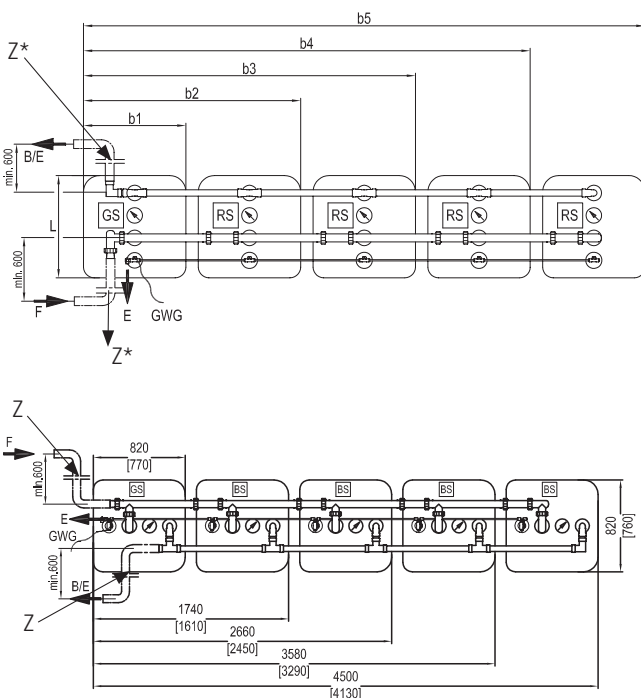 b5
b4
b3
b2
b1
Z*
B/E
min. 600
L
GS
RS
RS
RS
RS
min. 600
F
E
GWG
Z*
Z
F
820
[770]
min.600
GS
BS
BS
BS
BS
E
GWG
820
[760]
min.600
B/E
Z
1740
[1610]
2660
[2450]
3580
[3290]
4500
[4130]